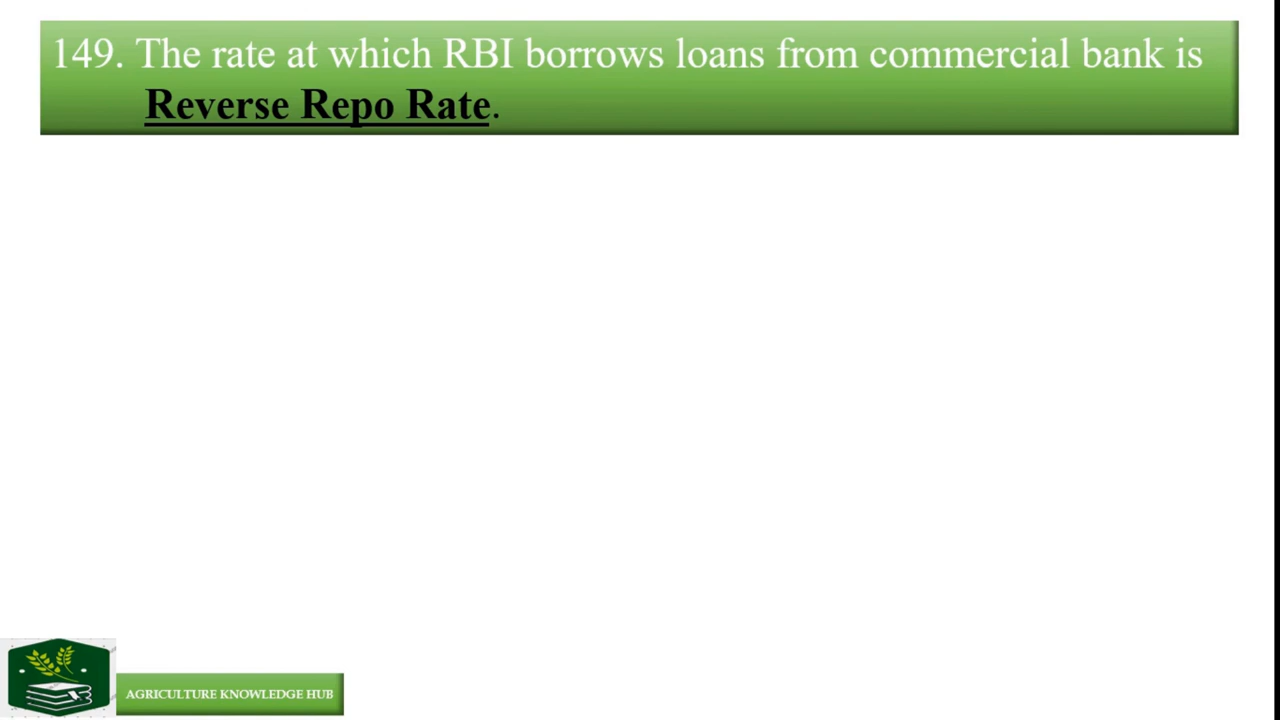 149. The rate at which RBI borrows loans from commercial bank is
Reverse Repo Rate.
AGRICULTURE KNOWLEDGE HUB